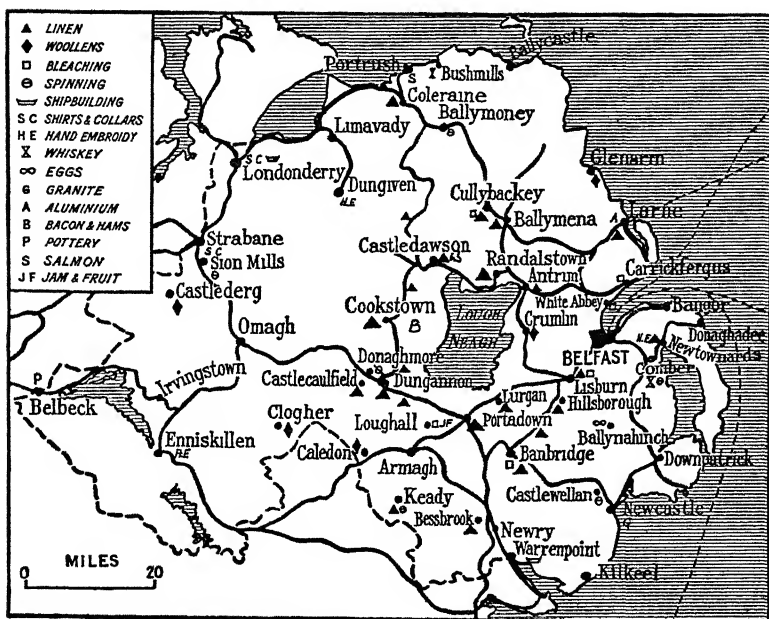 LINEN
WOOLLENS
BLEACHING
SPINNING
SHIPBUILDING
S C SHIRTS & COLLARS
H E HAND EMBROIDY
WHISKEY
EGGS
G GRANITE
A ALUMINIUM
B BACON & HAMS
P POTTERY
S SALMON
J F JAM & FRUIT
Ballycastle
Portrush
S
Bushmills
Coleraine
Ballymoney
S
Limavady
Glenarm
S C
Londonderry
Dungiven
H.E
Cullybackey
Ballymena
A
Larne
Strabane
S C
Sion Mills
Castledawson
Randalstown
Antrim
Carrickfergus
Castlederg
White Abbey
Bangor
Cookstown
B
LOUGH
NEAGH
Crumlin
Omagh
BELFAST
H.E
Donaghadee
Newtownards
Donaghmore
Comber
Irvingstown
Castlecaulfield
Dungannon
Lisburn
P
Belbeck
Lurgan
Hillsborough
Clogher
Loughall
J F
Portadown
Ballynahinch
Enniskillen
H.E
Caledon
Armagh
Banbridge
Downpatrick
Keady
Castlewellan
Newcastle
G
Bessbrook
Newry
MILES
Warrenpoint
0 20
Kilkeel